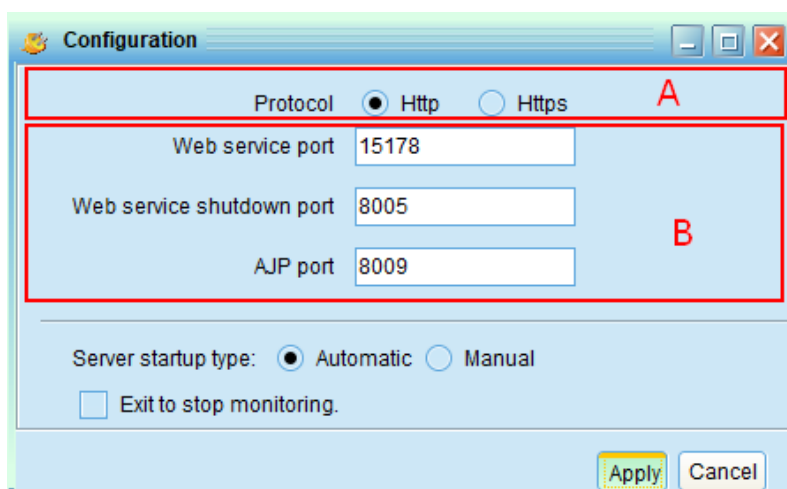 Configuration
Protocol Http Https A
Web service port 15178
Web service shutdown port 8005
B
AJP port 8009
Server startup type: Automatic Manual
Exit to stop monitoring.
Apply Cancel